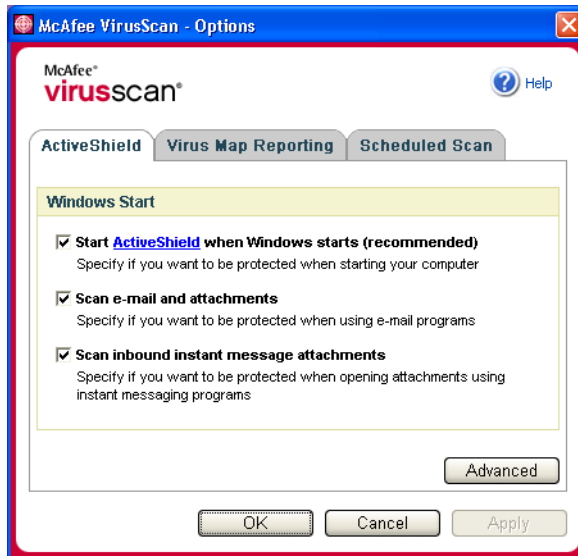 McAfee VirusScan - Options
McAfee®
virusscan®
? Help
ActiveShield Virus Map Reporting Scheduled Scan
Windows Start
Start ActiveShield when Windows starts (recommended)
Specify if you want to be protected when starting your computer
Scan e-mail and attachments
Specify if you want to be protected when using e-mail programs
Scan inbound instant message attachments
Specify if you want to be protected when opening attachments using
instant messaging programs
Advanced
OK Cancel Apply